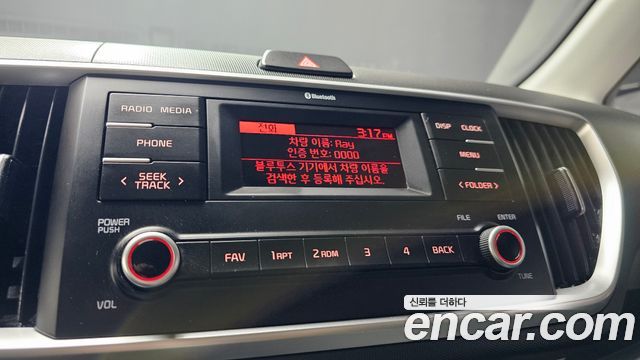 Bluetooth
RADIO MEDIA
PHONE
< SEEK TRACK >
전화 3:17PM
차량 이름: Ray
인증 번호: 0000
블루투스 기기에서 차량 이름을
검색한 후 등록해 주십시오.
DISP CLOCK
MENU
< FOLDER >
POWER
PUSH
VOL
FAV 1 RPT 2 RDM 3 4 BACK
FILE ENTER
TUNE
신뢰를 더하다
encar.com